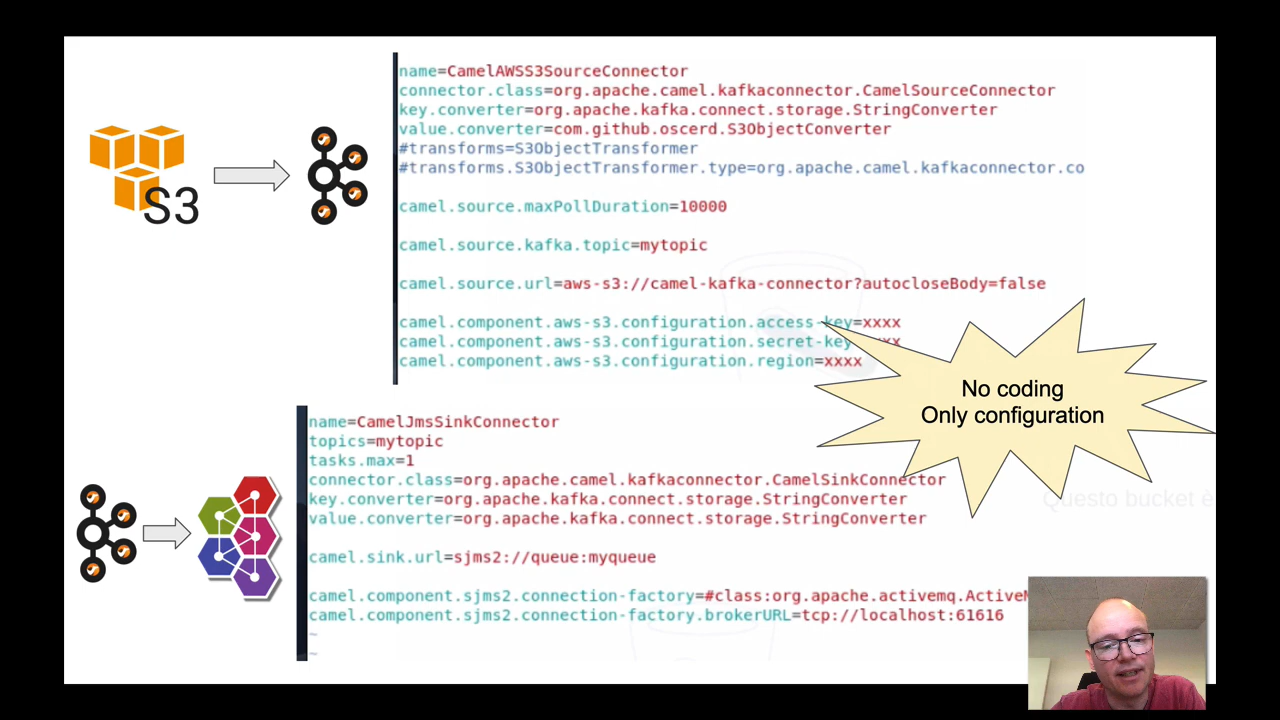 S3
name=CamelAWSS3SourceConnector
connector.class=org.apache.camel.kafkaconnector.CamelSourceConnector
key.converter=org.apache.kafka.connect.storage.StringConverter
value.converter=com.github.oscerd.S3ObjectConverter
#transforms=S3ObjectTransformer
#transforms.S3ObjectTransformer.type=org.apache.camel.kafkaconnector.co
camel.source.maxPollDuration=10000
camel.source.kafka.topic=mytopic
camel.source.url=aws-s3://camel-kafka-connector?autocloseBody=false
camel.component.aws-s3.configuration.access-key=xxxx
camel.component.aws-s3.configuration.secret-key xx
camel.component.aws-s3.configuration.region=xxxx
No coding
Only configuration
name=CamelJmsSinkConnector
topics=mytopic
tasks.max=1
connector.class=org.apache.camel.kafkaconnector.CamelSinkConnector
key.converter=org.apache.kafka.connect.storage.StringConverter
value.converter=org.apache.kafka.connect.storage.StringConverter
Questo bucket è
camel.sink.url=sjms2://queue:myqueue
camel.component.sjms2.connection-factory=#class:org.apache.activemq.ActiveM
camel.component.sjms2.connection-factory.brokerURL=tcp://localhost:61616
~
~